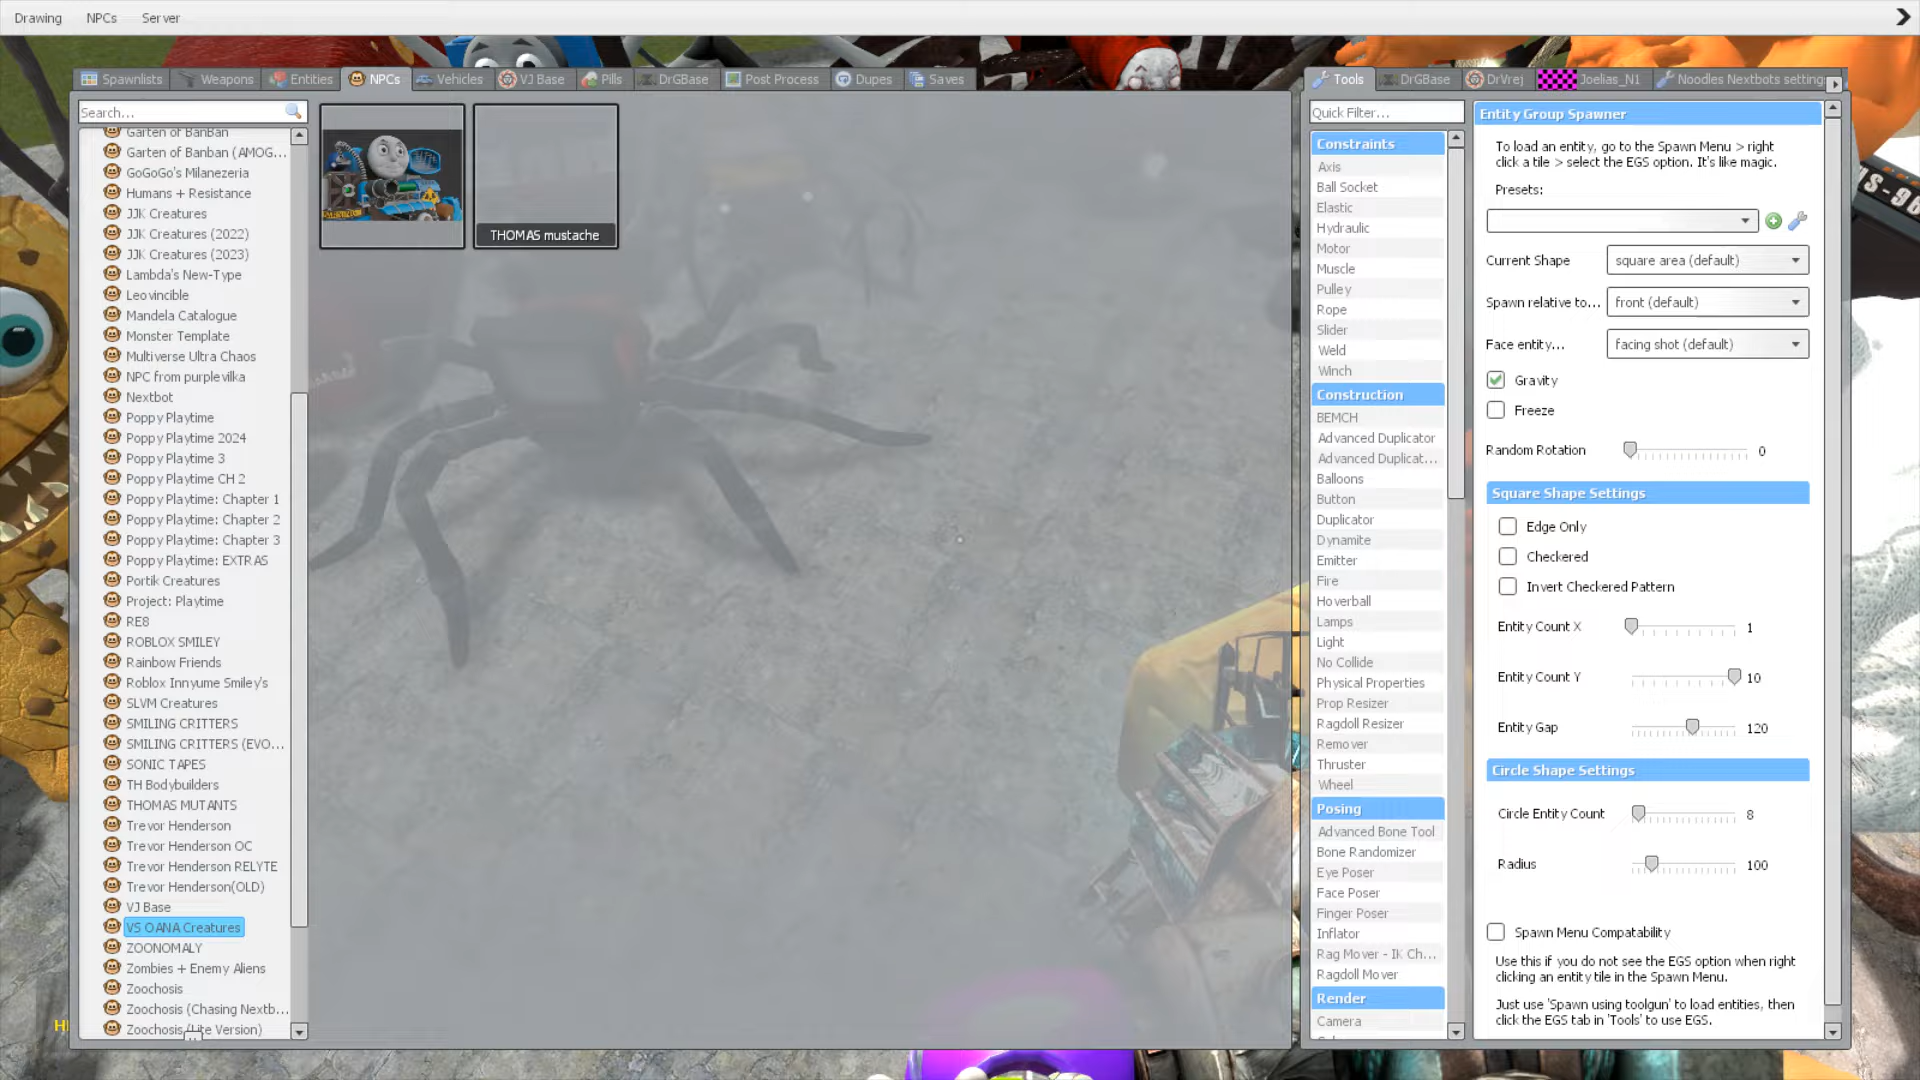 Drawing NPCs Server
Spawnlists Weapons Entities NPCs Vehicles VJ Base Pills DrGBase Post Process Dupes Saves
Search...
Garten of BanBan
Garten of Banban (AMOG...
GoGoGo's Milanezeria
Humans + Resistance
JJK Creatures
JJK Creatures (2022)
JJK Creatures (2023)
Lambda's New-Type
Leovincible
Mandela Catalogue
Monster Template
Multiverse Ultra Chaos
NPC from purplevilka
Nextbot
Poppy Playtime
Poppy Playtime 2024
Poppy Playtime 3
Poppy Playtime CH 2
Poppy Playtime: Chapter 1
Poppy Playtime: Chapter 2
Poppy Playtime: Chapter 3
Poppy Playtime: EXTRAS
Portik Creatures
Project: Playtime
RE8
ROBLOX SMILEY
Rainbow Friends
Roblox Innyume Smiley's
SLVM Creatures
SMILING CRITTERS
SMILING CRITTERS (EVO...
SONIC TAPES
TH Bodybuilders
THOMAS MUTANTS
Trevor Henderson
Trevor Henderson OC
Trevor Henderson RELYTE
Trevor Henderson(OLD)
VJ Base
VS OANA Creatures
ZOONOMALY
Zombies + Enemy Aliens
Zoochosis
Zoochosis (Chasing Nextb...
Zoochosis (Lite Version)
THOMAS mustache
Tools DrGBase DrVrej Joelias_N1 Noodles Nextbots settings
Quick Filter...
Constraints
Axis
Ball Socket
Elastic
Hydraulic
Motor
Muscle
Pulley
Rope
Slider
Weld
Winch
Construction
BEMCH
Advanced Duplicator
Advanced Duplicat...
Balloons
Button
Duplicator
Dynamite
Emitter
Fire
Hoverball
Lamps
Light
No Collide
Physical Properties
Prop Resizer
Ragdoll Resizer
Remover
Thruster
Wheel
Posing
Advanced Bone Tool
Bone Randomizer
Eye Poser
Face Poser
Finger Poser
Inflator
Rag Mover - IK Ch...
Ragdoll Mover
Render
Camera
Entity Group Spawner
To load an entity, go to the Spawn Menu > right
click a tile > select the EGS option. It's like magic.
Presets:
Current Shape square area (default)
Spawn relative to... front (default)
Face entity... facing shot (default)
Gravity
Freeze
Random Rotation 0
Square Shape Settings
Edge Only
Checkered
Invert Checkered Pattern
Entity Count X 1
Entity Count Y 10
Entity Gap 120
Circle Shape Settings
Circle Entity Count 8
Radius 100
Spawn Menu Compatability
Use this if you do not see the EGS option when right
clicking an entity tile in the Spawn Menu.
Just use 'Spawn using toolgun' to load entities, then
click the EGS tab in 'Tools' to use EGS.